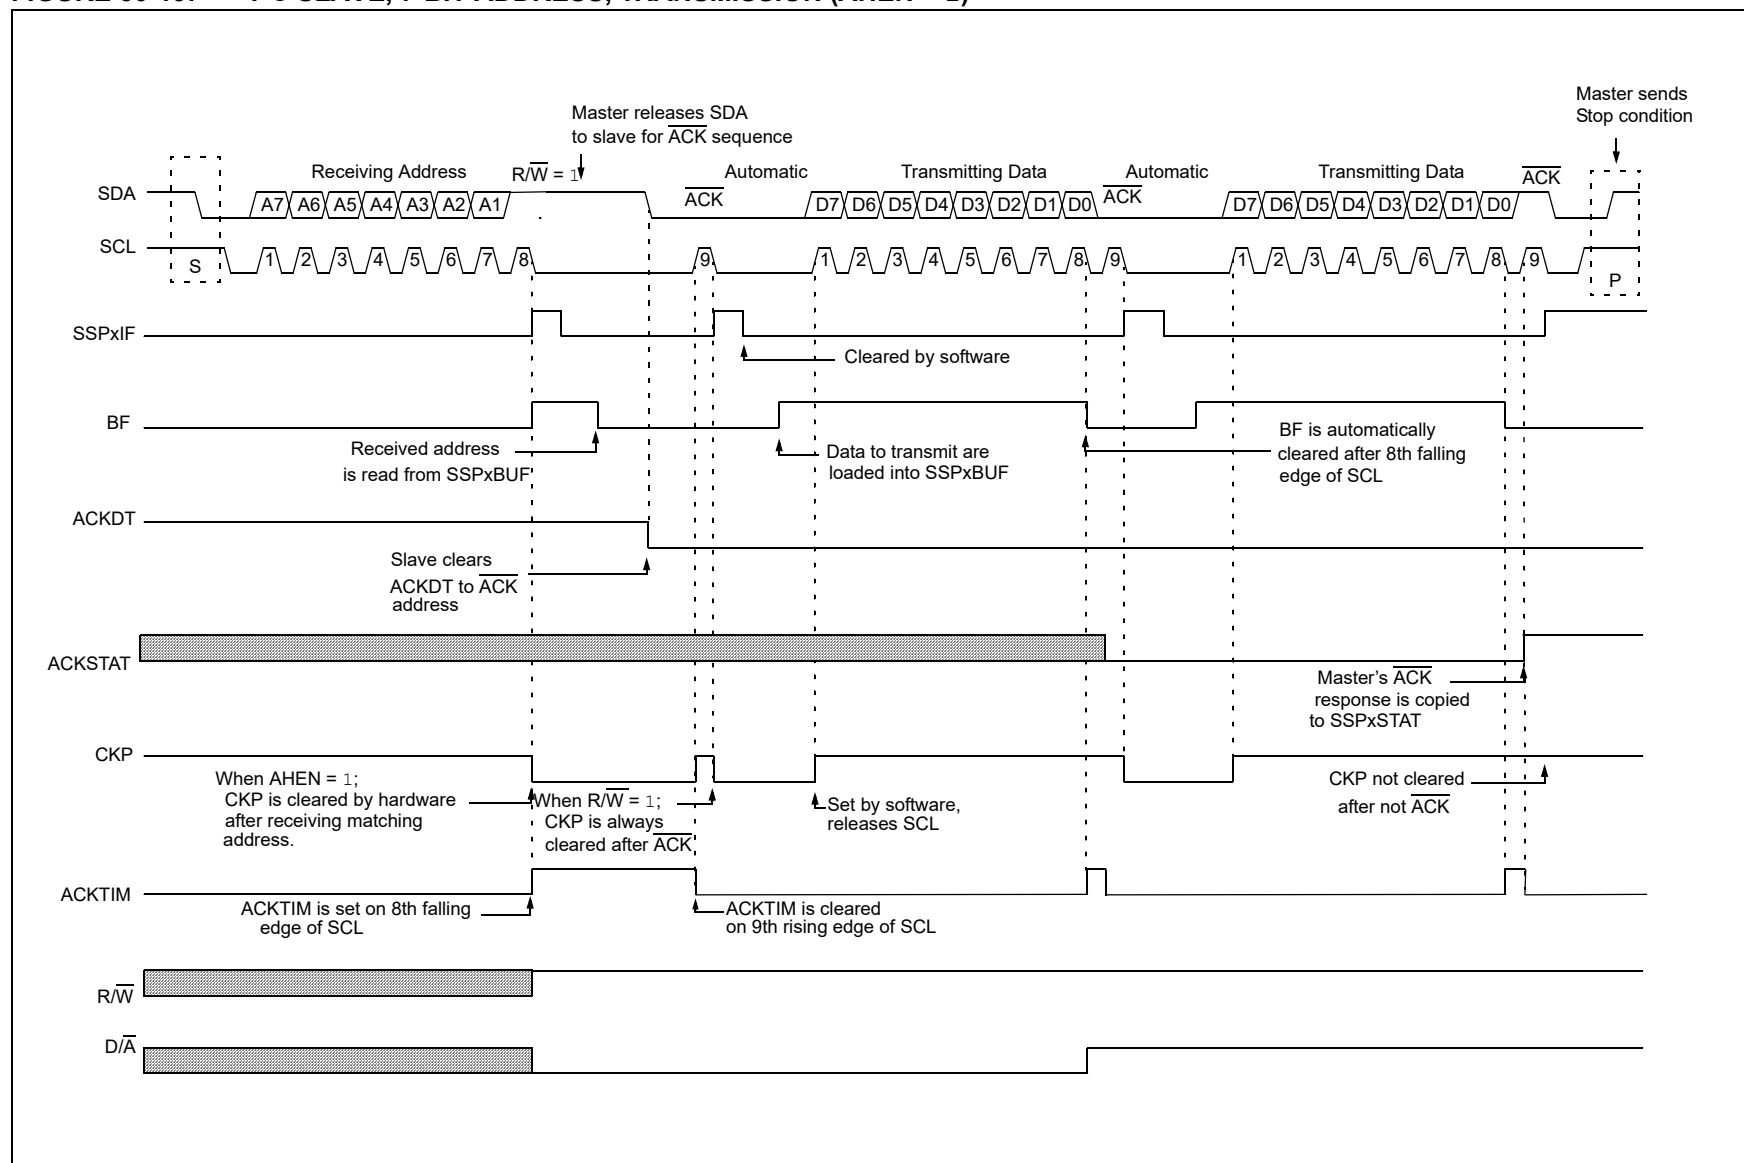 Master sends
Stop condition
Master releases SDA
to slave for ACK sequence
Receiving Address
R/W = 1
Automatic
Transmitting Data
Automatic
Transmitting Data
ACK
SDA
A7 A6 A5 A4 A3 A2 A1
ACK
D7 D6 D5 D4 D3 D2 D1 D0
ACK
D7 D6 D5 D4 D3 D2 D1 D0
SCL
S
1 2 3 4 5 6 7 8 9
1 2 3 4 5 6 7 8 9
1 2 3 4 5 6 7 8 9
P
SSPxIF
Cleared by software
BF
Received address
is read from SSPxBUF
Data to transmit are
loaded into SSPxBUF
BF is automatically
cleared after 8th falling
edge of SCL
ACKDT
Slave clears
ACKDT to ACK
address
ACKSTAT
Master's ACK
response is copied
to SSPxSTAT
CKP
When AHEN = 1;
CKP is cleared by hardware
after receiving matching
address.
When R/W = 1;
CKP is always
cleared after ACK
Set by software,
releases SCL
CKP not cleared
after not ACK
ACKTIM
ACKTIM is set on 8th falling
edge of SCL
ACKTIM is cleared
on 9th rising edge of SCL
R/W
D/A